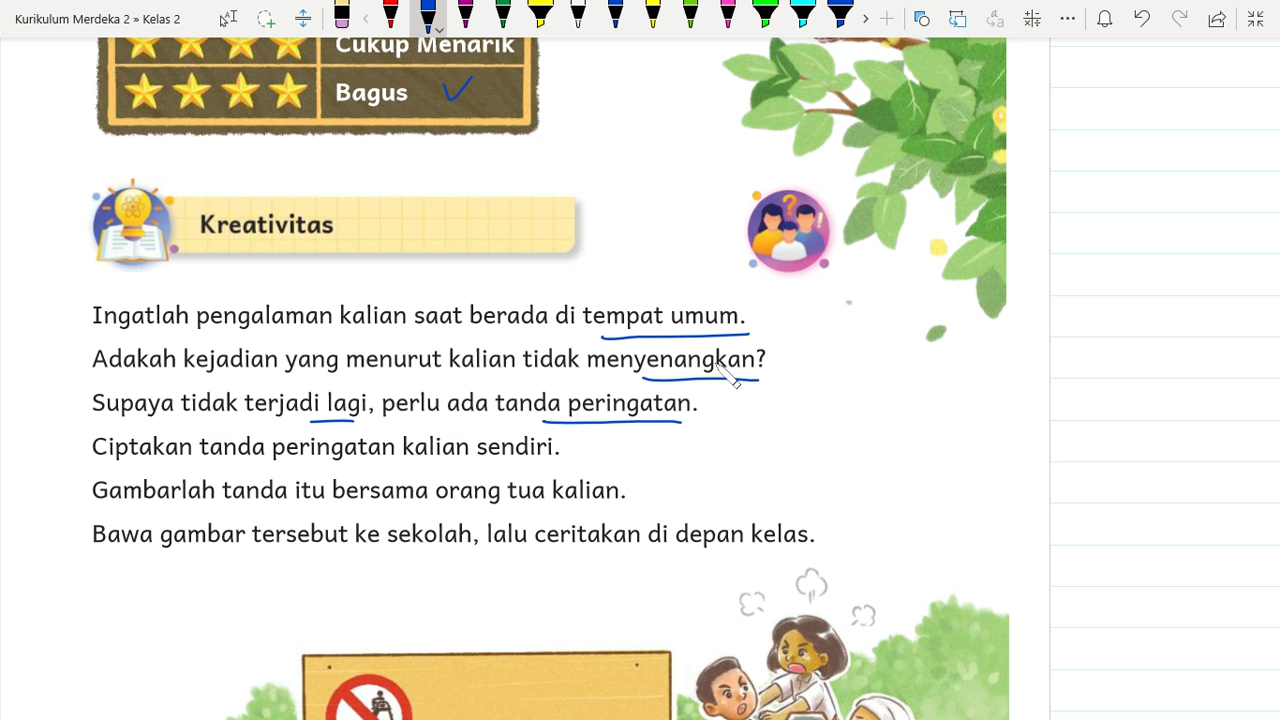 Kurikulum Merdeka 2 » Kelas 2
Cukup Menarik
Bagus
Kreativitas
Ingatlah pengalaman kalian saat berada di tempat umum.
Adakah kejadian yang menurut kalian tidak menyenangkan?
Supaya tidak terjadi lagi, perlu ada tanda peringatan.
Ciptakan tanda peringatan kalian sendiri.
Gambarlah tanda itu bersama orang tua kalian.
Bawa gambar tersebut ke sekolah, lalu ceritakan di depan kelas.